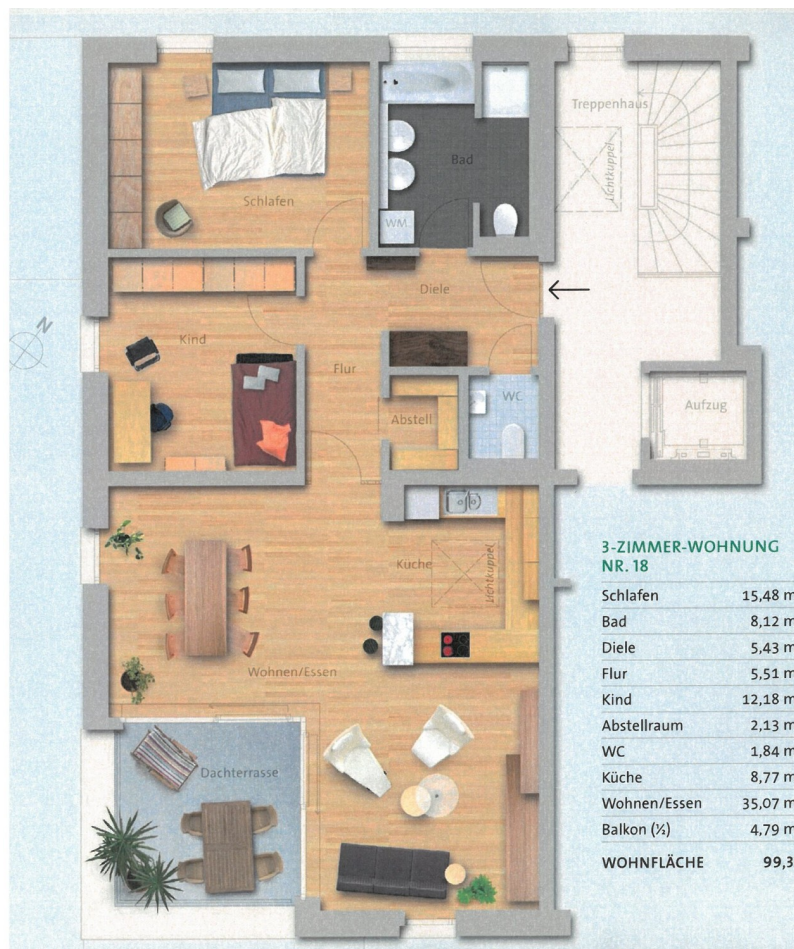 Treppenhaus
Lichtkuppel
Bad
Schlafen
WM
Diele
N
Kind
Flur
WC
Abstell
Aufzug
Küche
Lichtkuppel
Wohnen/Essen
Dachterrasse
3-ZIMMER-WOHNUNG
NR. 18
Schlafen 15,48 m
Bad 8,12 m
Diele 5,43 m
Flur 5,51 m
Kind 12,18 m
Abstellraum 2,13 m
WC 1,84 m
Küche 8,77 m
Wohnen/Essen 35,07 m
Balkon (½) 4,79 m
WOHNFLÄCHE 99,3